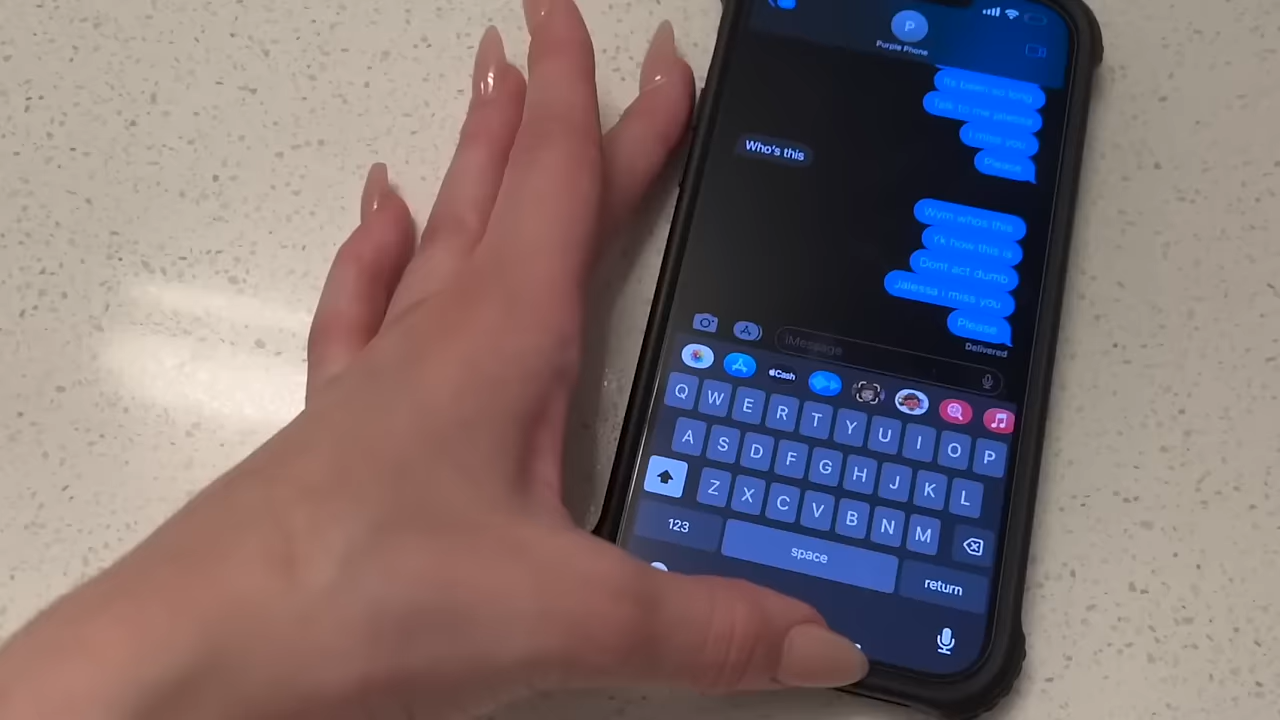 P
Purple Phone
Its been so long
Talk to me jalessa
I miss you
Please
Who's this
Wym whos this
Yk how this is
Dont act dumb
Jalessa i miss you
Please
Delivered
iMessage
Cash
Q W E R T Y U I O P
A S D F G H J K L
Z X C V B N M
123 space return